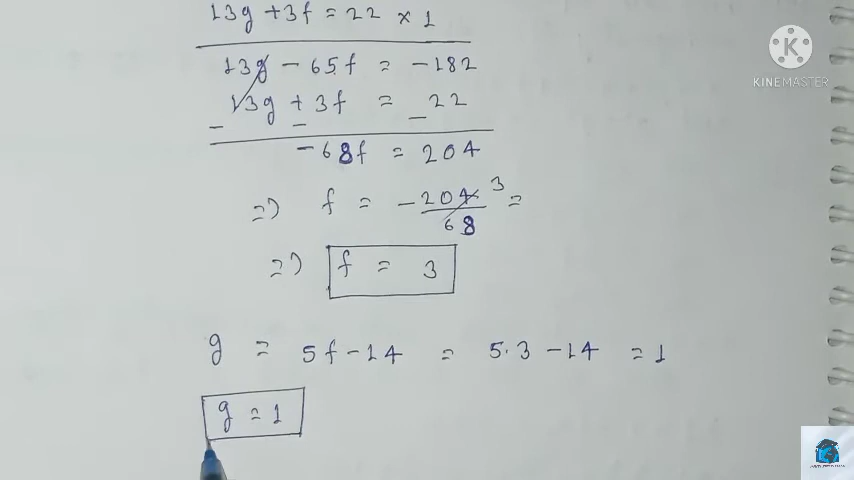 13g + 3f = 22 × 1
13g - 65f = -182
13g + 3f = 22
- - -
-68f = 204
=> f = -204/68 3 =
=> f = 3
g = 5f - 14 = 5.3 - 14 = 1
g = 1
KINEMASTER